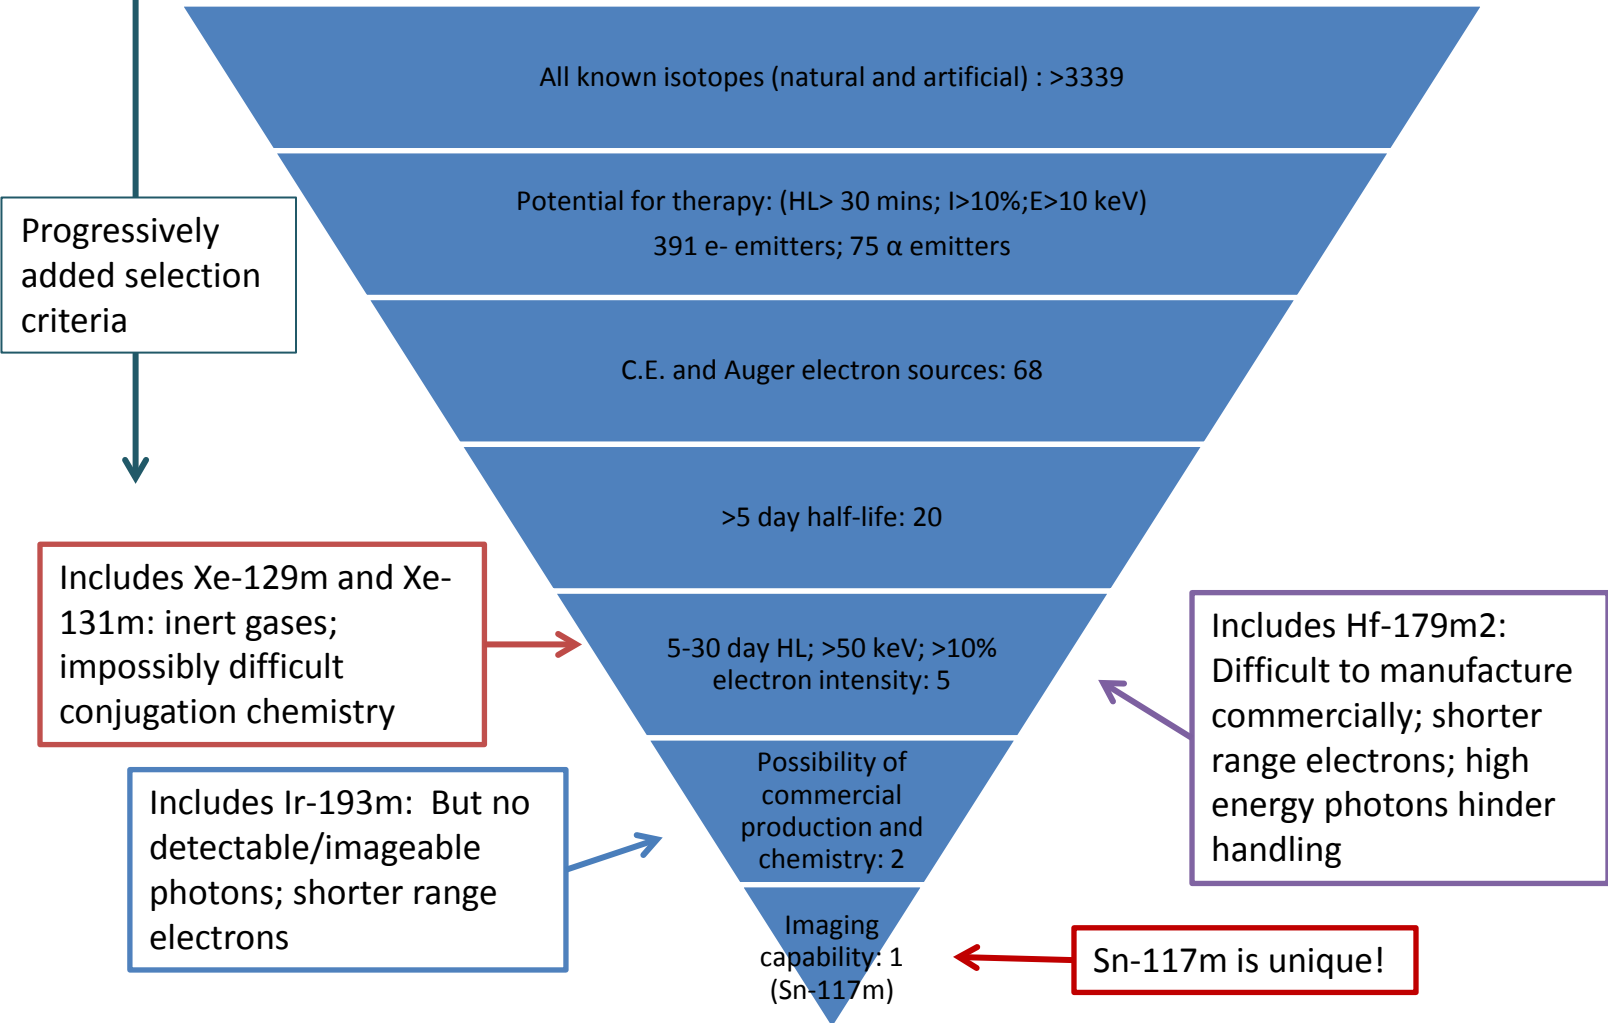 All known isotopes (natural and artificial) : >3339
Potential for therapy: (HL> 30 mins; I>10%;E>10 keV)
391 e- emitters; 75 α emitters
Progressively
added selection
criteria
C.E. and Auger electron sources: 68
>5 day half-life: 20
Includes Xe-129m and Xe-
131m: inert gases;
impossibly difficult
conjugation chemistry
5-30 day HL; >50 keV; >10%
electron intensity: 5
Includes Hf-179m2:
Difficult to manufacture
commercially; shorter
range electrons; high
energy photons hinder
handling
Possibility of
commercial
production and
chemistry: 2
Includes Ir-193m:  But no
detectable/imageable
photons; shorter range
electrons
Imaging
capability: 1
(Sn-117m)
Sn-117m is unique!